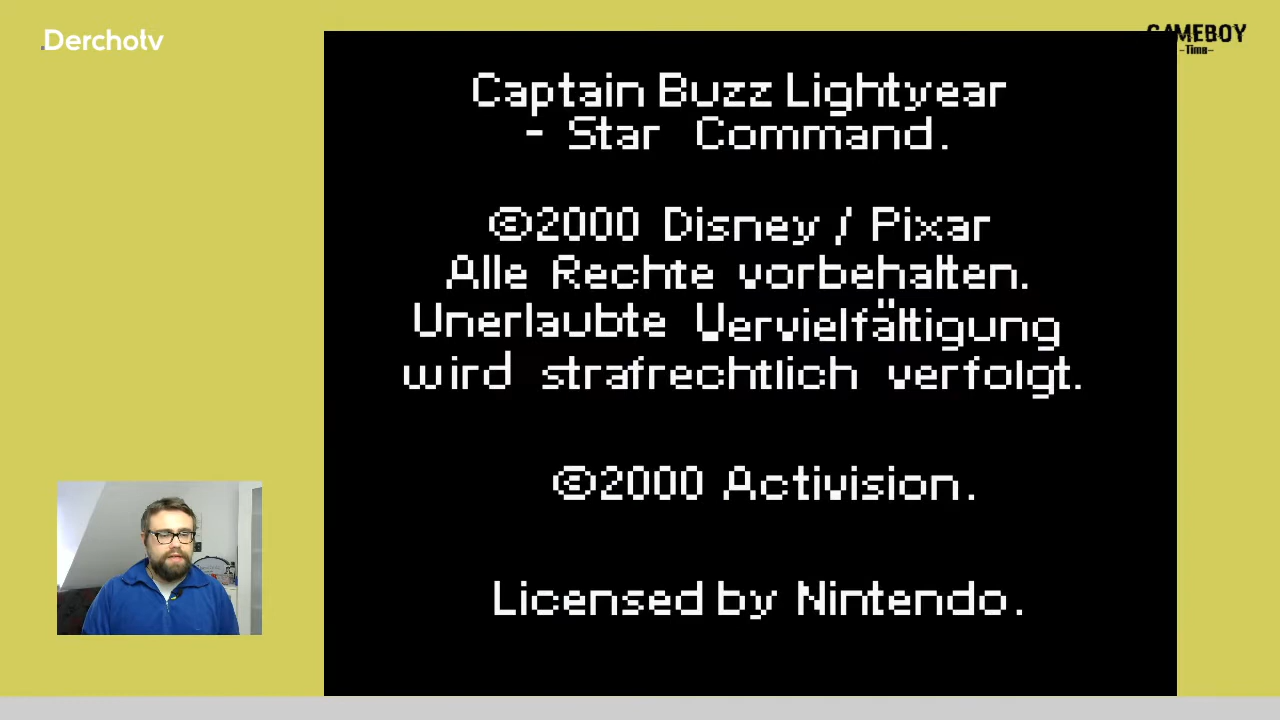 Derchotv
GAMEBOY
-Time-
Captain Buzz Lightyear
- Star Command.
©2000 Disney / Pixar
Alle Rechte vorbehalten.
Unerlaubte Vervielfältigung
wird strafrechtlich verfolgt.
©2000 Activision.
Licensed by Nintendo.